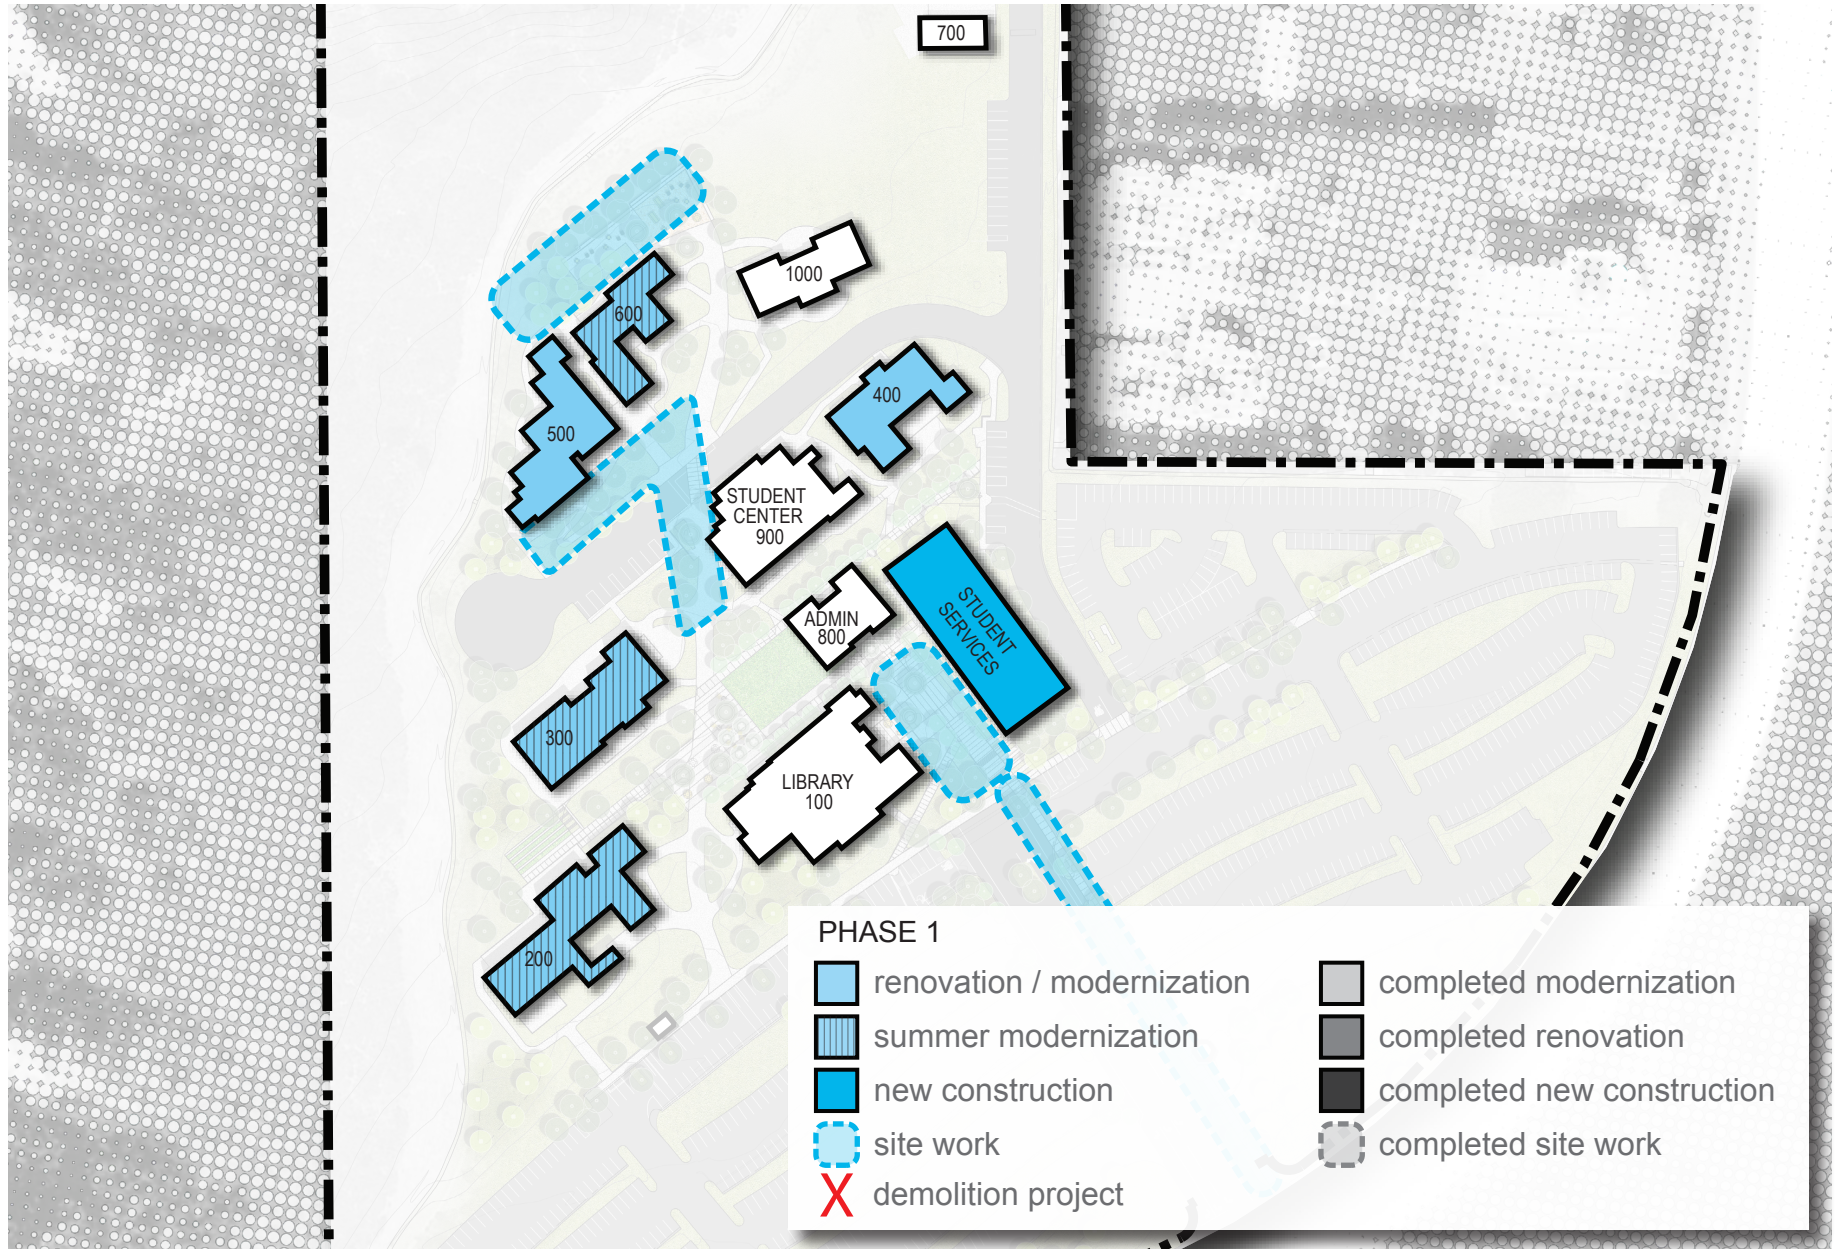 700
1000
600
400
500
STUDENT
CENTER
900
STUDENT
SERVICES
ADMIN
800
300
LIBRARY
100
200
PHASE 1
renovation / modernization
summer modernization
new construction
site work
X demolition project
completed modernization
completed renovation
completed new construction
completed site work